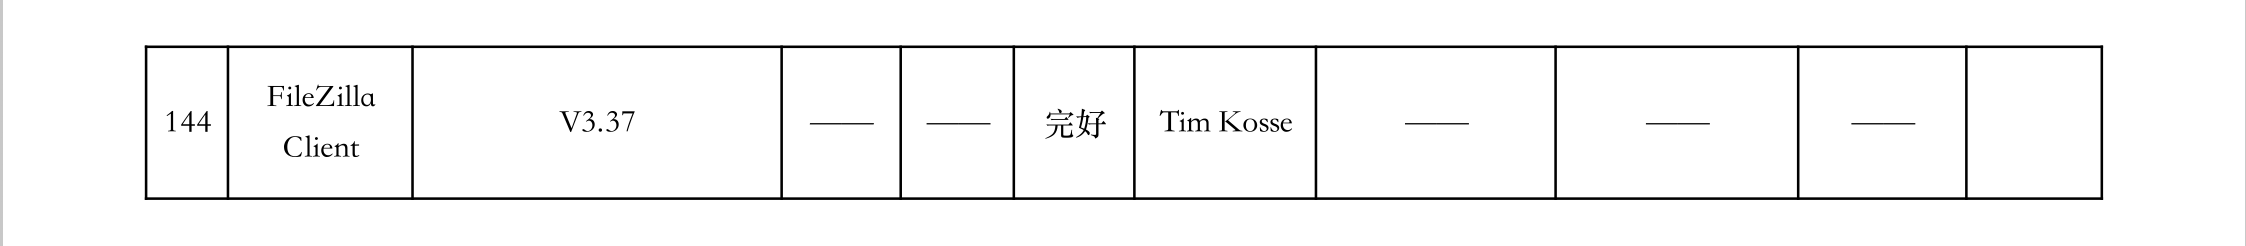 144
FileZilla
Client
V3.37
——
——
完好
Tim Kosse
——
——
——